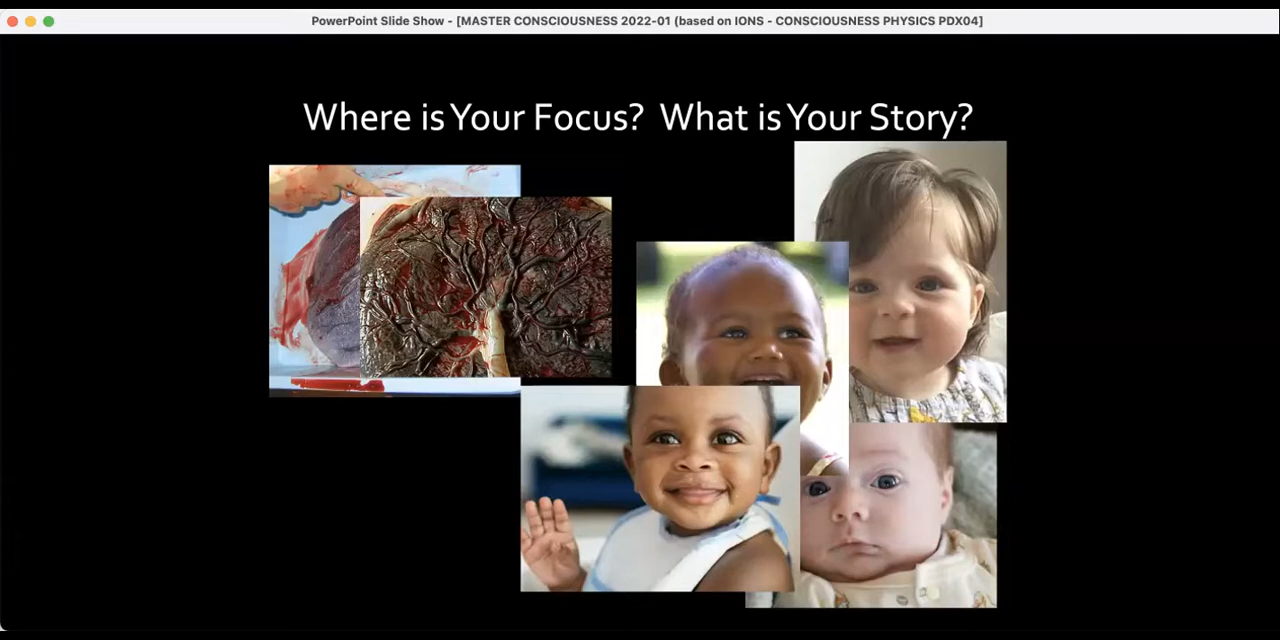 PowerPoint Slide Show - [MASTER CONSCIOUSNESS 2022-01 (based on IONS - CONSCIOUSNESS PHYSICS PDX04]
Where is Your Focus? What is Your Story?